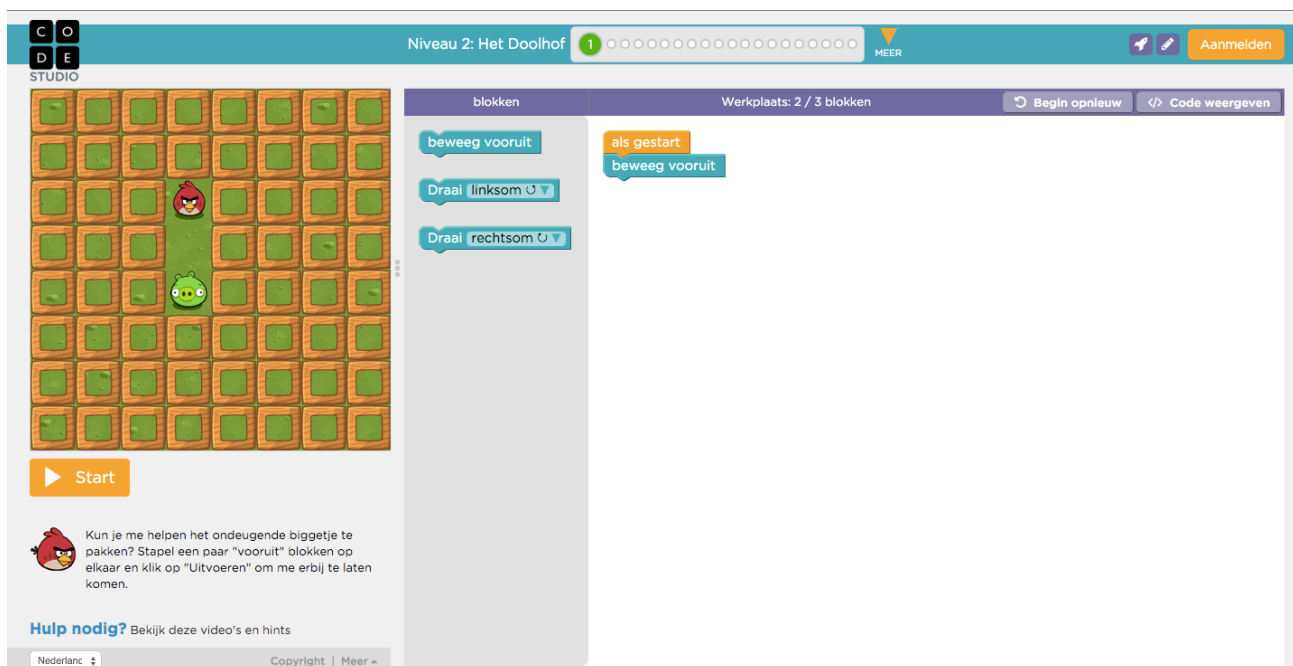 C O
D E
STUDIO
Niveau 2: Het Doolhof
1
MEER
Aanmelden
blokken
Werkplaats: 2 / 3 blokken
Begin opnieuw
</> Code weergeven
beweeg vooruit
Draai linksom ↺ ▼
Draai rechtsom ↻ ▼
als gestart
beweeg vooruit
Start
Kun je me helpen het ondeugende biggetje te
pakken? Stapel een paar "vooruit" blokken op
elkaar en klik op "Uitvoeren" om me erbij te laten
komen.
Hulp nodig? Bekijk deze video's en hints
Nederlanc
Copyright | Meer